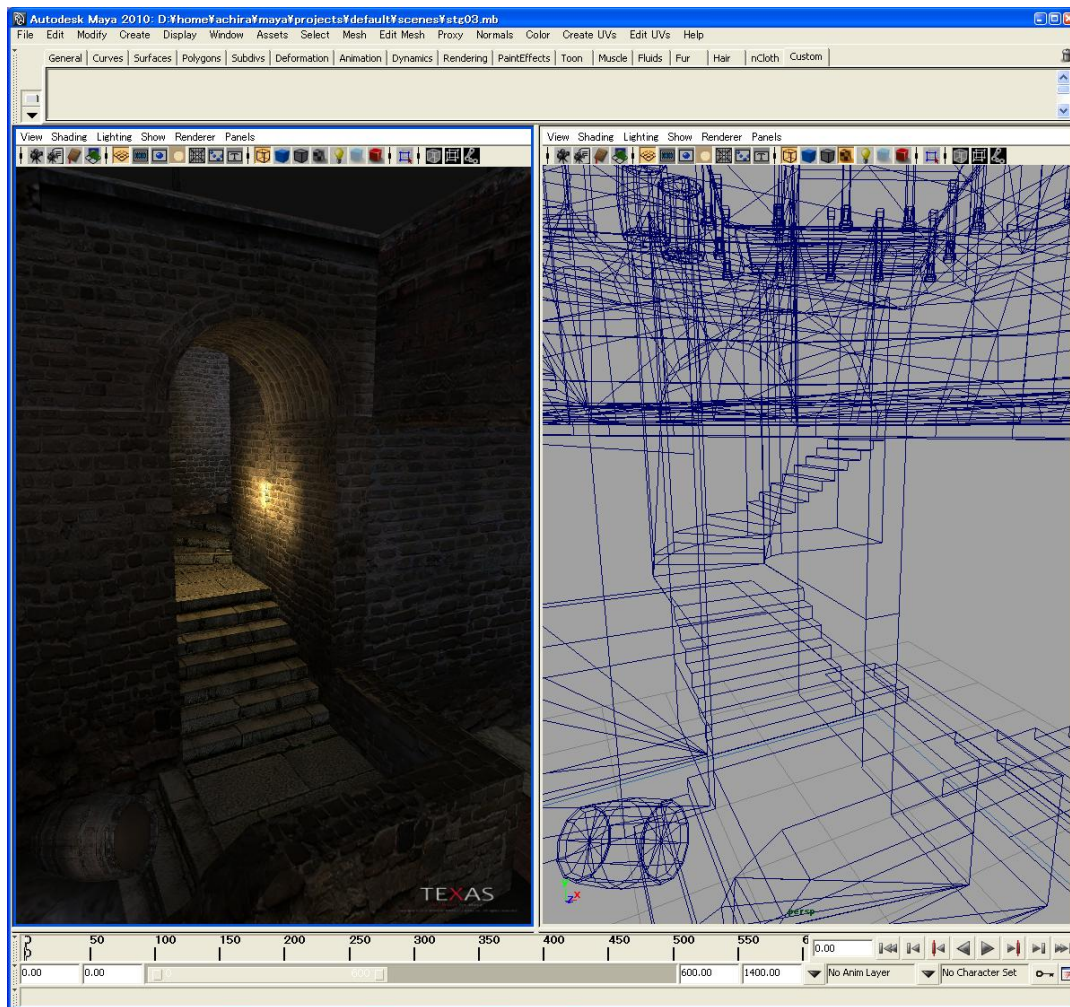 Autodesk Maya 2010: D:¥home¥achira¥maya¥projects¥default¥scenes¥stg03.mb
File Edit Modify Create Display Window Assets Select Mesh Edit Mesh Proxy Normals Color Create UVs Edit UVs Help
General Curves Surfaces Polygons Subdivs Deformation Animation Dynamics Rendering PaintEffects Toon Muscle Fluids Fur Hair nCloth Custom
View Shading Lighting Show Renderer Panels
View Shading Lighting Show Renderer Panels
TEXAS
Y
X
Z
persp
0 50 100 150 200 250 300 350 400 450 500 550 6
0.00
0.00 0.00 0 600 600.00 1400.00 No Anim Layer No Character Set